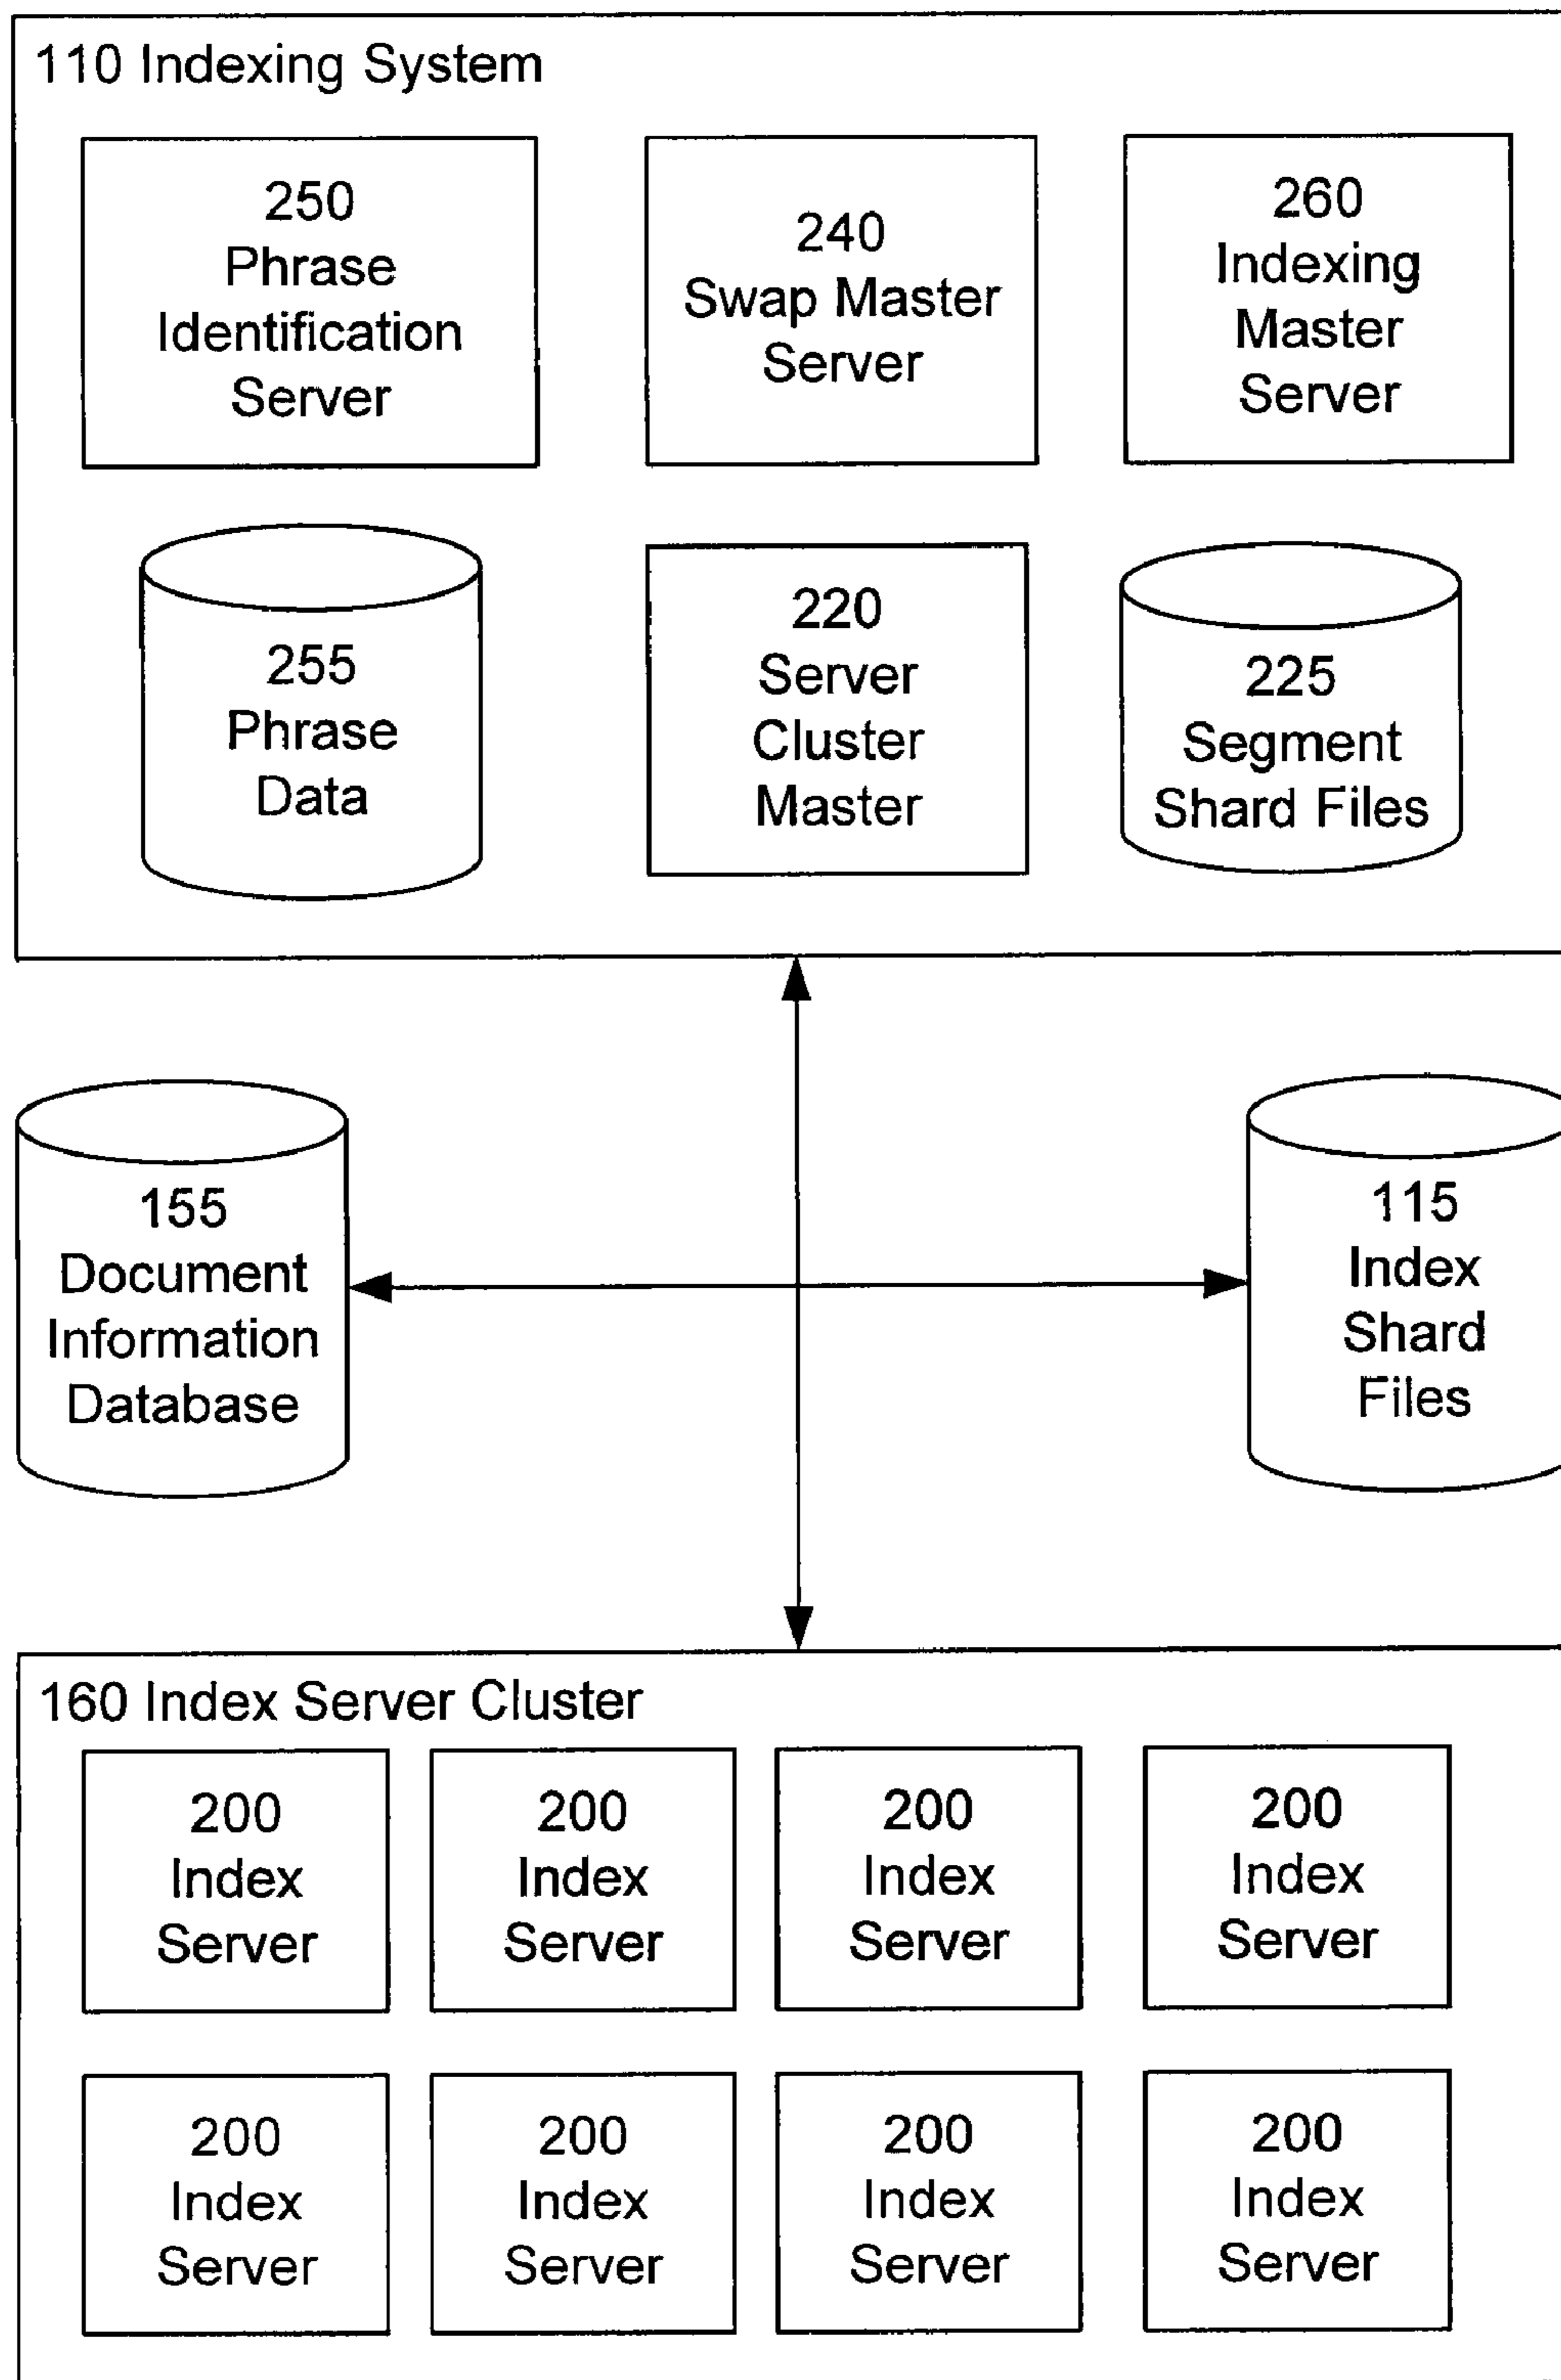 110 Indexing System
250
Phrase
Identification
Server
240
Swap Master
Server
260
Indexing
Master
Server
255
Phrase
Data
220
Server
Cluster
Master
225
Segment
Shard Files
155
Document
Information
Database
115
Index
Shard
Files
160 Index Server Cluster
200
Index
Server
200
Index
Server
200
Index
Server
200
Index
Server
200
Index
Server
200
Index
Server
200
Index
Server
200
Index
Server